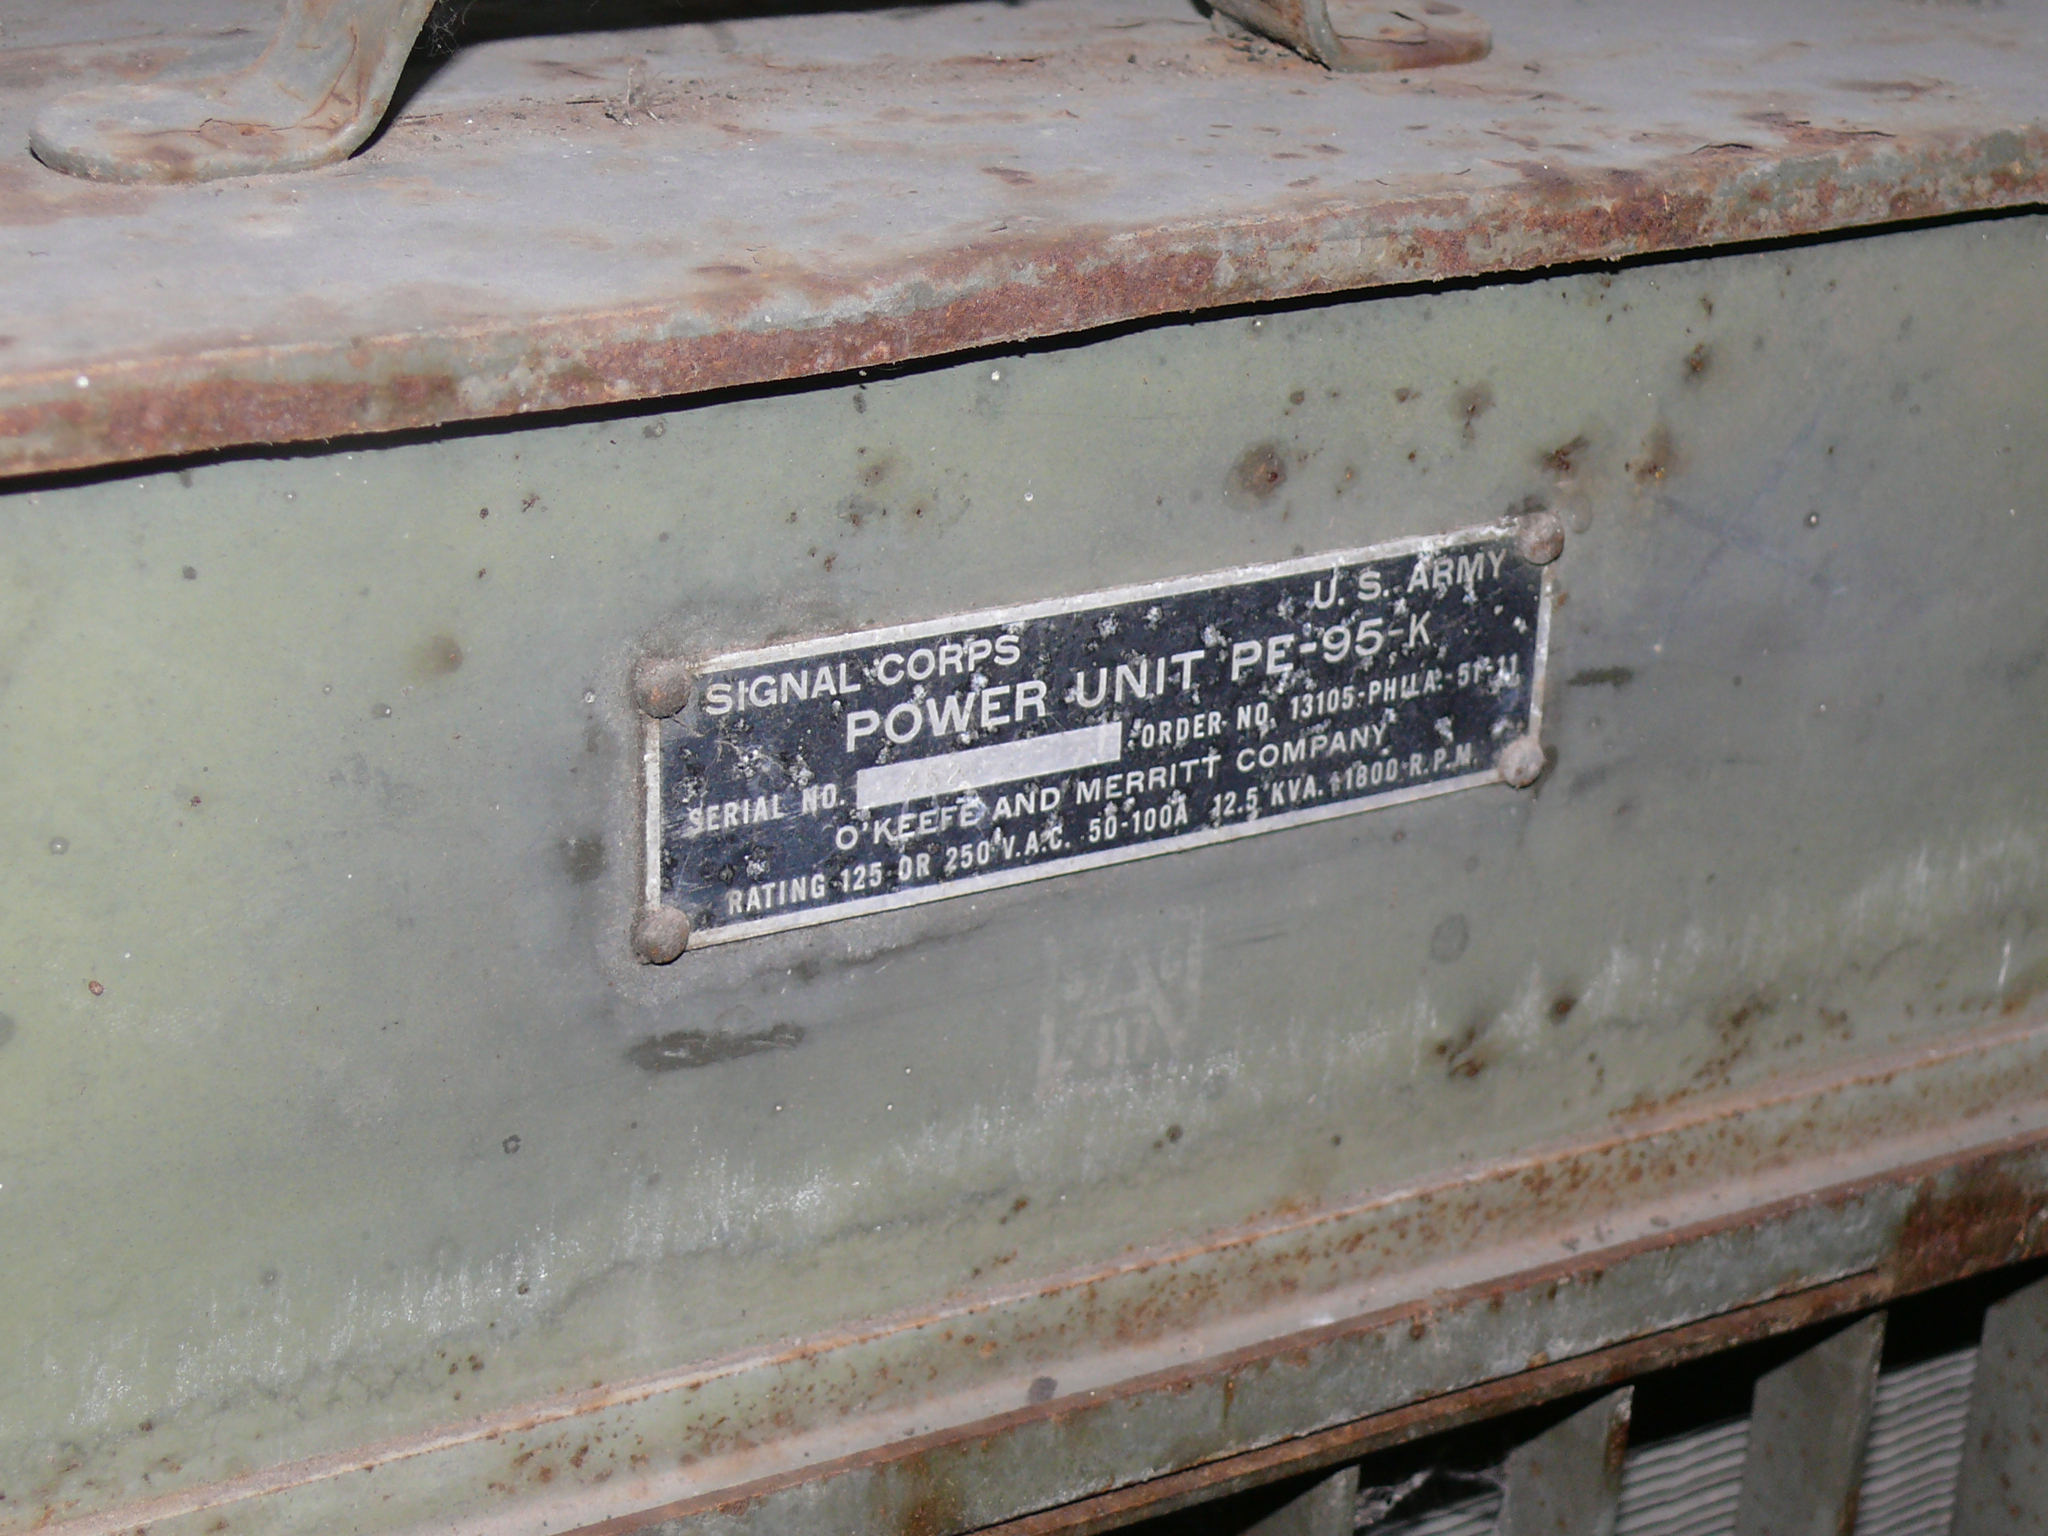 SIGNAL CORPS U. S. ARMY
POWER UNIT PE-95-K
SERIAL NO. ORDER NO. 13105-PHILA.-51-11
O'KEEFE AND MERRITT COMPANY
RATING 125 OR 250 V.A.C. 50-100A 12.5 KVA. 1800 R.P.M.